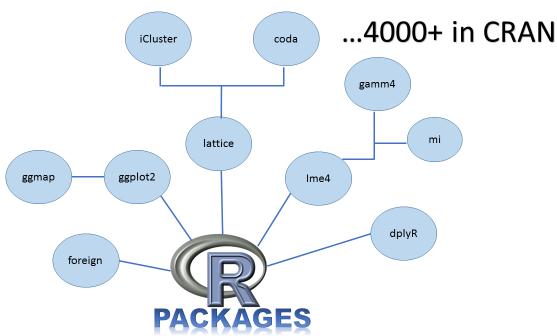 iCluster
coda
...4000+ in CRAN
gamm4
lattice
mi
ggmap
ggplot2
lme4
foreign
dplyR
R
PACKAGES